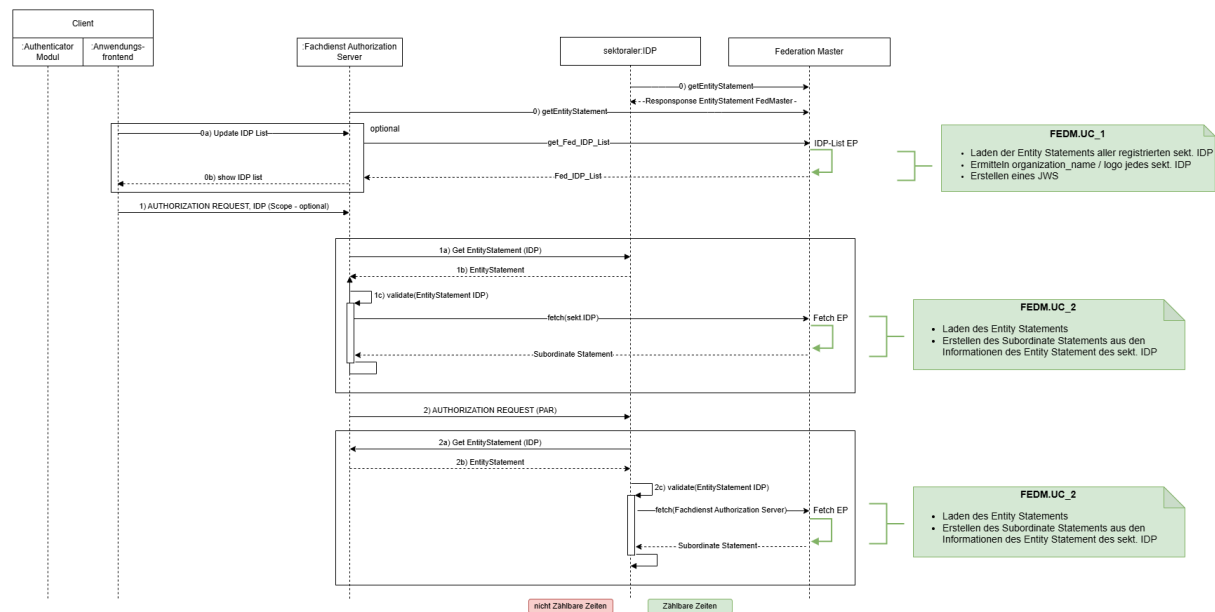 Client
:Authenticator
Modul
:Anwendungs-
frontend
:Fachdienst Authorization
Server
sektoraler:IDP
Federation Master
0) getEntityStatement
Responsponse EntityStatement FedMaster
0) getEntityStatement
optional
0a) Update IDP List
get_Fed_IDP_List
IDP-List EP
Fed_IDP_List
0b) show IDP list
FEDM.UC_1
• Laden der Entity Statements aller registrierten sekt. IDP
• Ermitteln organization_name / logo jedes sekt. IDP
• Erstellen eines JWS
1) AUTHORIZATION REQUEST, IDP (Scope - optional)
1a) Get EntityStatement (IDP)
1b) EntityStatement
1c) validate(EntityStatement IDP)
fetch(sekt.IDP)
Fetch EP
Subordinate Statement
FEDM.UC_2
• Laden des Entity Statements
• Erstellen des Subordinate Statements aus den
Informationen des Entity Statement des sekt. IDP
2) AUTHORIZATION REQUEST (PAR)
2a) Get EntityStatement (IDP)
2b) EntityStatement
2c) validate(EntityStatement IDP)
fetch(Fachdienst Authorization Server)
Fetch EP
Subordinate Statement
FEDM.UC_2
• Laden des Entity Statements
• Erstellen des Subordinate Statements aus den
Informationen des Entity Statement des sekt. IDP
nicht Zählbare Zeiten
Zählbare Zeiten